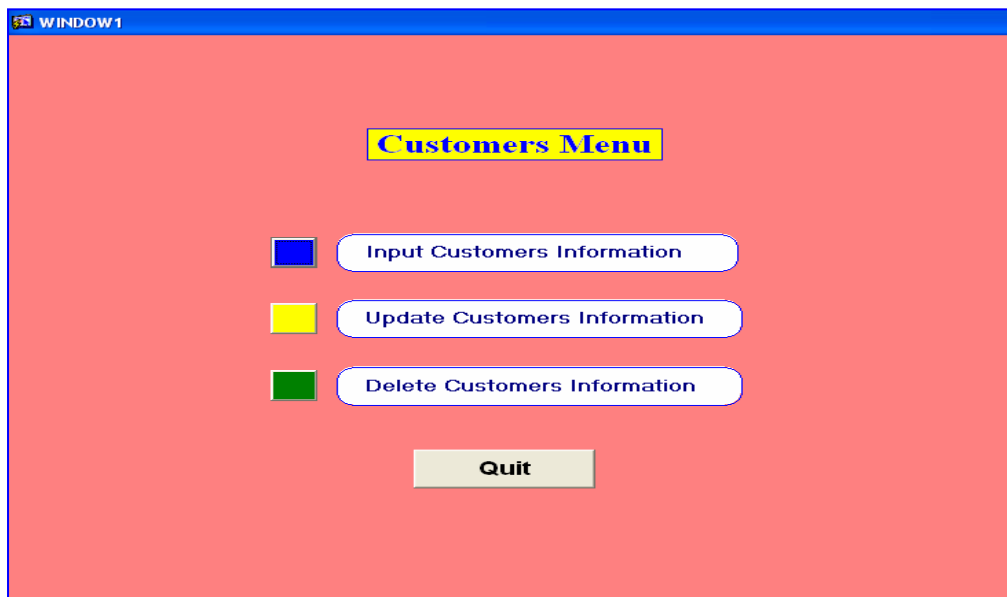 WINDOW1
Customers Menu
Input Customers Information
Update Customers Information
Delete Customers Information
Quit